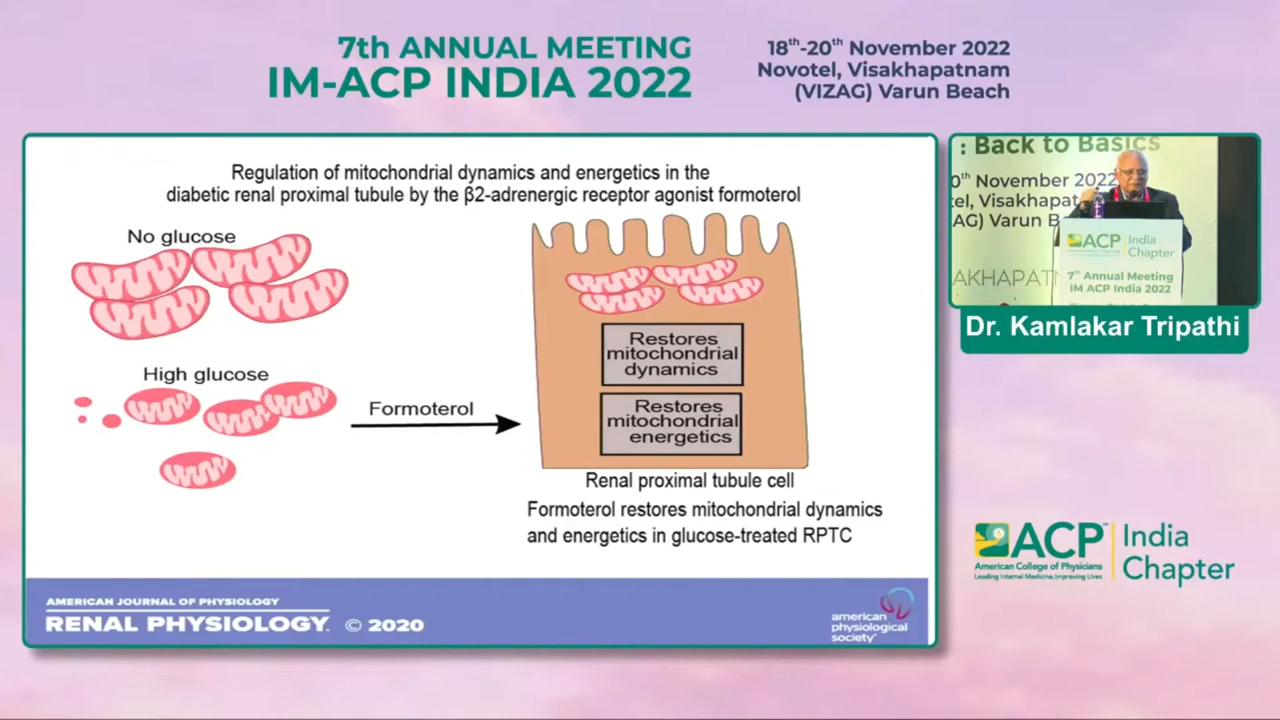 7th ANNUAL MEETING
IM-ACP INDIA 2022
18th-20th November 2022
Novotel, Visakhapatnam
(VIZAG) Varun Beach
Regulation of mitochondrial dynamics and energetics in the
diabetic renal proximal tubule by the β2-adrenergic receptor agonist formoterol
No glucose
High glucose
Formoterol
Restores
mitochondrial
dynamics
Restores
mitochondrial
energetics
Renal proximal tubule cell
Formoterol restores mitochondrial dynamics
and energetics in glucose-treated RPTC
AMERICAN JOURNAL OF PHYSIOLOGY
RENAL PHYSIOLOGY. © 2020
american
physiological
society
: Back to Basics
0th November 2022
tel, Visakhapat
AG) Varun B
AKHAPATN
ACP India
Chapter
7th Annual Meeting
IM ACP India 2022
Dr. Kamlakar Tripathi
ACP™ India
Chapter
American College of Physicians
Leading Internal Medicine, Improving Lives